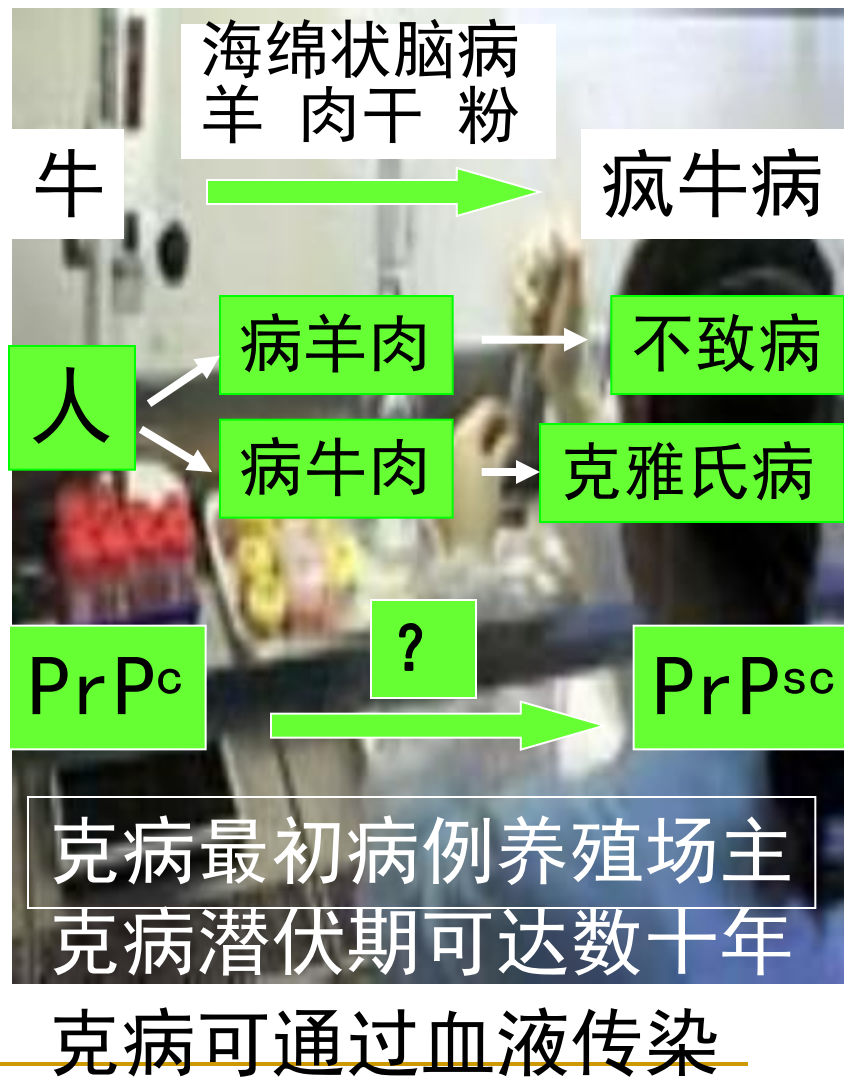 海绵状脑病
羊 肉干 粉
牛
疯牛病
病羊肉
不致病
人
病牛肉
克雅氏病
?
PrPc
PrPsc
克病最初病例养殖场主
克病潜伏期可达数十年
克病可通过血液传染